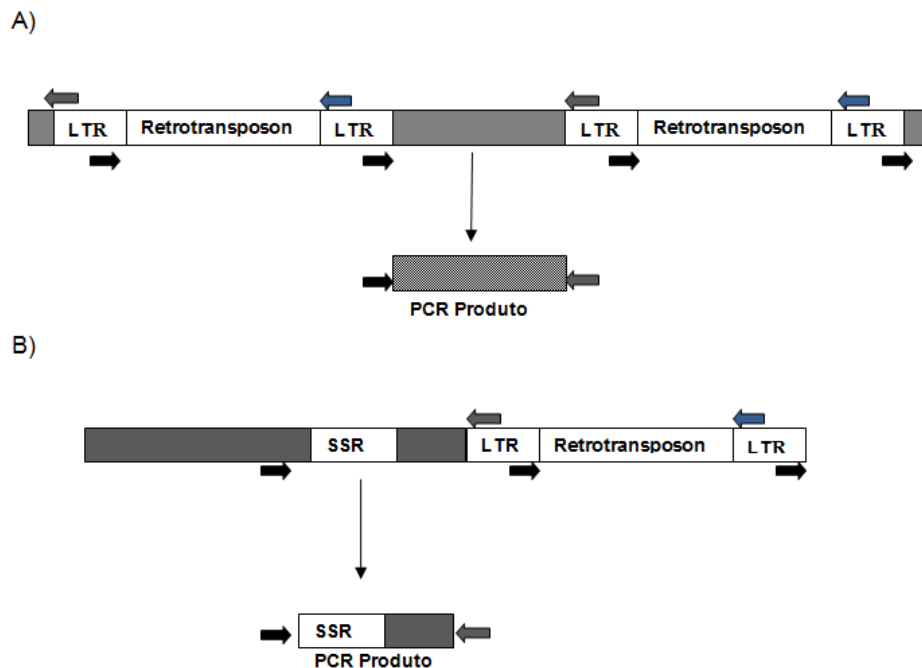 A)
LTR Retrotransposon LTR LTR Retrotransposon LTR
PCR Produto
B)
SSR LTR Retrotransposon LTR
SSR
PCR Produto